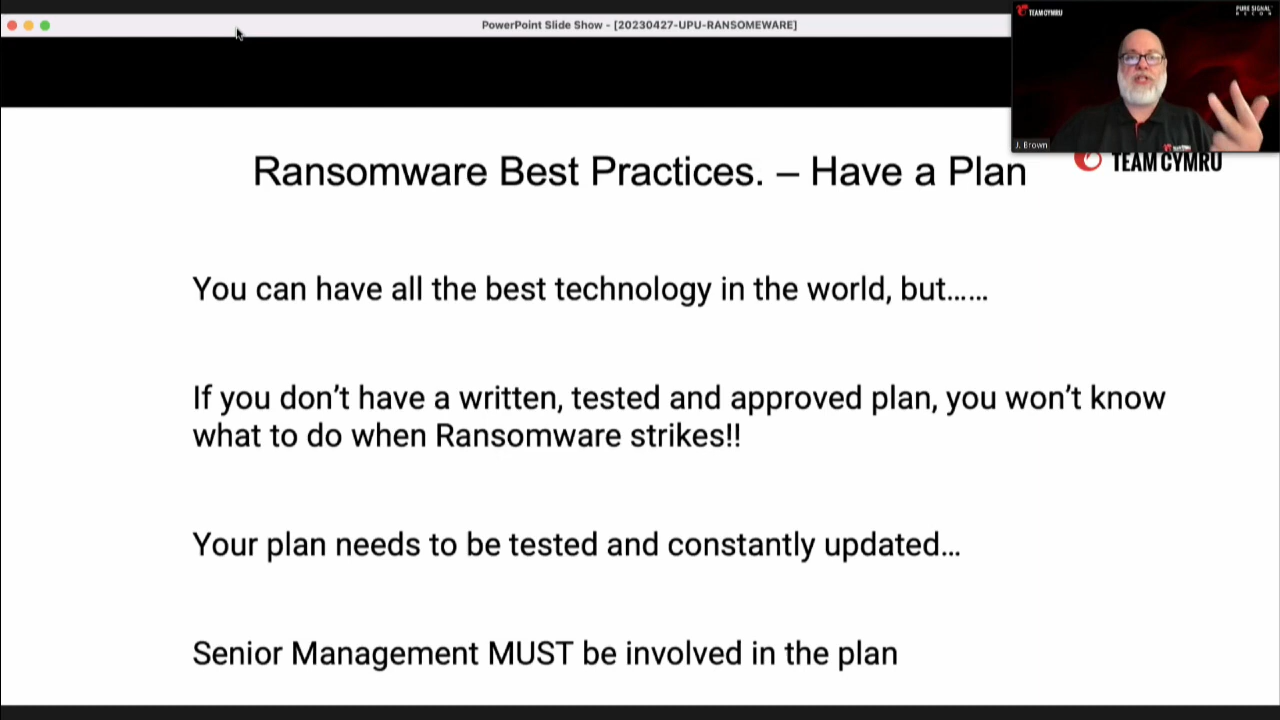 PowerPoint Slide Show - [20230427-UPU-RANSOMEWARE]
TEAM CYMRU
PURE SIGNAL
RECON
J. Brown
TEAM CYMRU
Ransomware Best Practices. – Have a Plan
You can have all the best technology in the world, but……
If you don’t have a written, tested and approved plan, you won’t know
what to do when Ransomware strikes!!
Your plan needs to be tested and constantly updated…
Senior Management MUST be involved in the plan